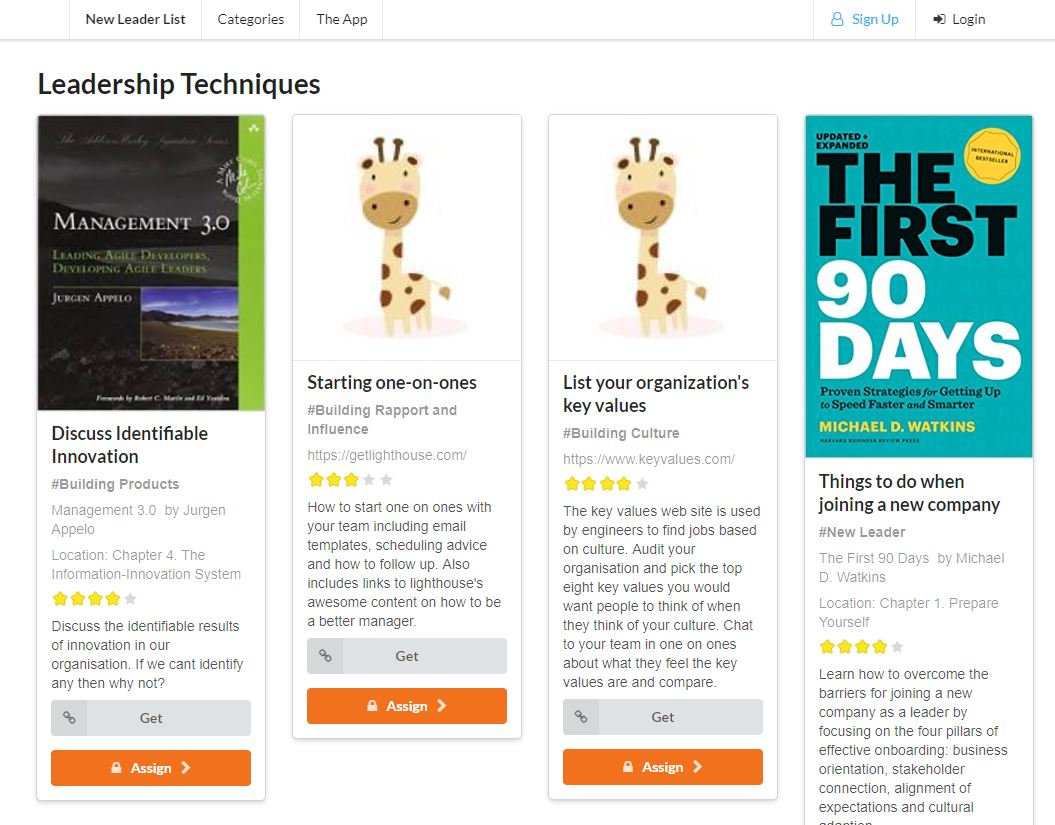 New Leader List
Categories
The App
Sign Up
Login
Leadership Techniques
The Addison Wesley Signature Series
MANAGEMENT 3.0
LEADING AGILE DEVELOPERS,
DEVELOPING AGILE LEADERS
JURGEN APPELO
Forewords by Robert C. Martin and Ed Yourdon
Discuss Identifiable
Innovation
#Building Products
Management 3.0 by Jurgen
Appelo
Location: Chapter 4. The
Information-Innovation System
Discuss the identifiable results
of innovation in our
organisation. If we cant identify
any then why not?
Get
Assign
Starting one-on-ones
#Building Rapport and
Influence
https://getlighthouse.com/
How to start one on ones with
your team including email
templates, scheduling advice
and how to follow up. Also
includes links to lighthouse's
awesome content on how to be
a better manager.
Get
Assign
List your organization's
key values
#Building Culture
https://www.keyvalues.com/
The key values web site is used
by engineers to find jobs based
on culture. Audit your
organisation and pick the top
eight key values you would
want people to think of when
they think of your culture. Chat
to your team in one on ones
about what they feel the key
values are and compare.
Get
Assign
UPDATED +
EXPANDED
INTERNATIONAL
BESTSELLER
THE
FIRST
90
DAYS
Proven Strategies for Getting Up
to Speed Faster and Smarter
MICHAEL D. WATKINS
HARVARD BUSINESS REVIEW PRESS
Things to do when
joining a new company
#New Leader
The First 90 Days by Michael
D. Watkins
Location: Chapter 1. Prepare
Yourself
Learn how to overcome the
barriers for joining a new
company as a leader by
focusing on the four pillars of
effective onboarding: business
orientation, stakeholder
connection, alignment of
expectations and cultural